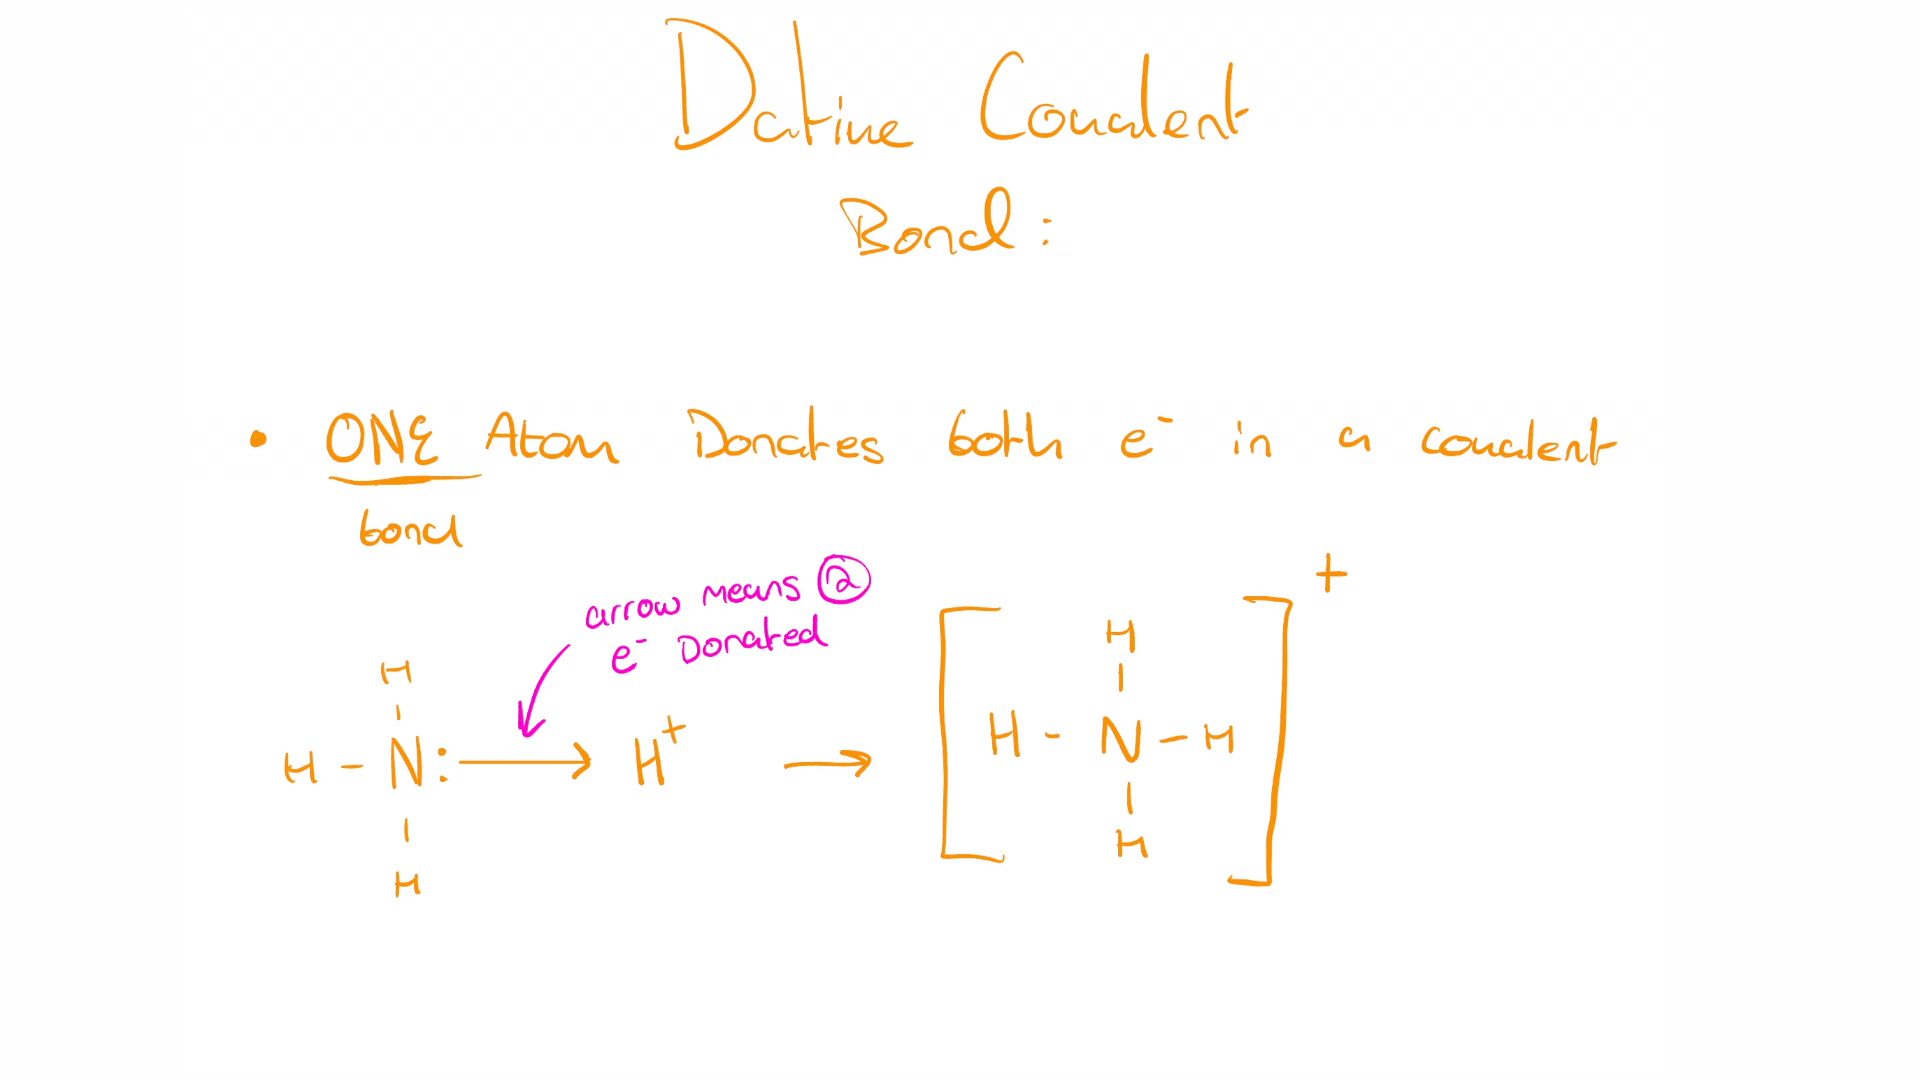 Dative Covalent
Bond:
• ONE Atom Donates both e⁻ in a covalent
bond
arrow means ②
e⁻ Donated
H
H - N: → H⁺ →
H
[
H
H - N - H
H
]⁺